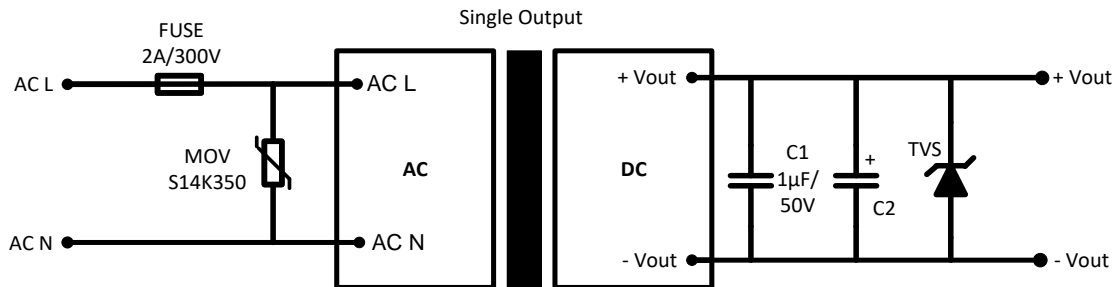 Single Output
FUSE
2A/300V
AC L
AC L
+ Vout
+ Vout
MOV
S14K350
AC
DC
C1
1µF/
50V
+
C2
TVS
AC N
AC N
- Vout
- Vout